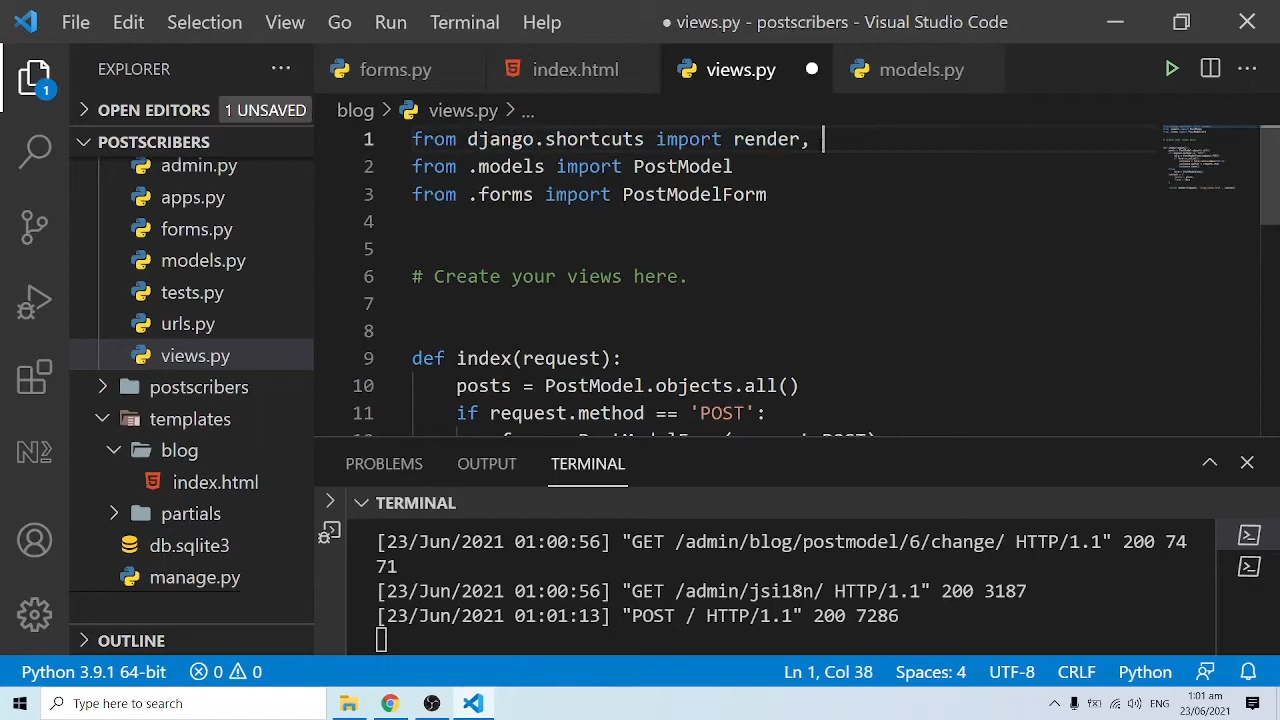 File Edit Selection View Go Run Terminal Help ● views.py - postscribers - Visual Studio Code
EXPLORER ···
forms.py index.html views.py ● models.py
1
OPEN EDITORS 1 UNSAVED
blog > views.py > ...
POSTSCRIBERS
admin.py
apps.py
forms.py
models.py
tests.py
urls.py
views.py
postscribers
templates
blog
index.html
partials
db.sqlite3
manage.py
OUTLINE
1 from django.shortcuts import render,
2 from .models import PostModel
3 from .forms import PostModelForm
4
5
6 # Create your views here.
7
8
9 def index(request):
10 posts = PostModel.objects.all()
11 if request.method == 'POST':
PROBLEMS OUTPUT TERMINAL
TERMINAL
[23/Jun/2021 01:00:56] "GET /admin/blog/postmodel/6/change/ HTTP/1.1" 200 74
71
[23/Jun/2021 01:00:56] "GET /admin/jsi18n/ HTTP/1.1" 200 3187
[23/Jun/2021 01:01:13] "POST / HTTP/1.1" 200 7286
Python 3.9.1 64-bit 0 0 Ln 1, Col 38 Spaces: 4 UTF-8 CRLF Python
Type here to search
ENG
1:01 am
23/06/2021